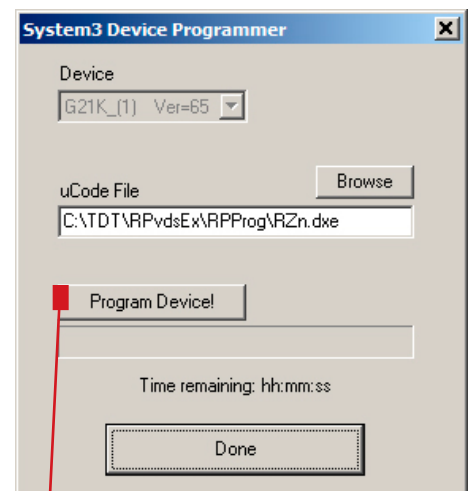 System3 Device Programmer
Device
G21K_(1) Ver=65
Browse
uCode File
C:\TDT\RPvdsEx\RPProg\RZn.dxe
Program Device!
Time remaining: hh:mm:ss
Done